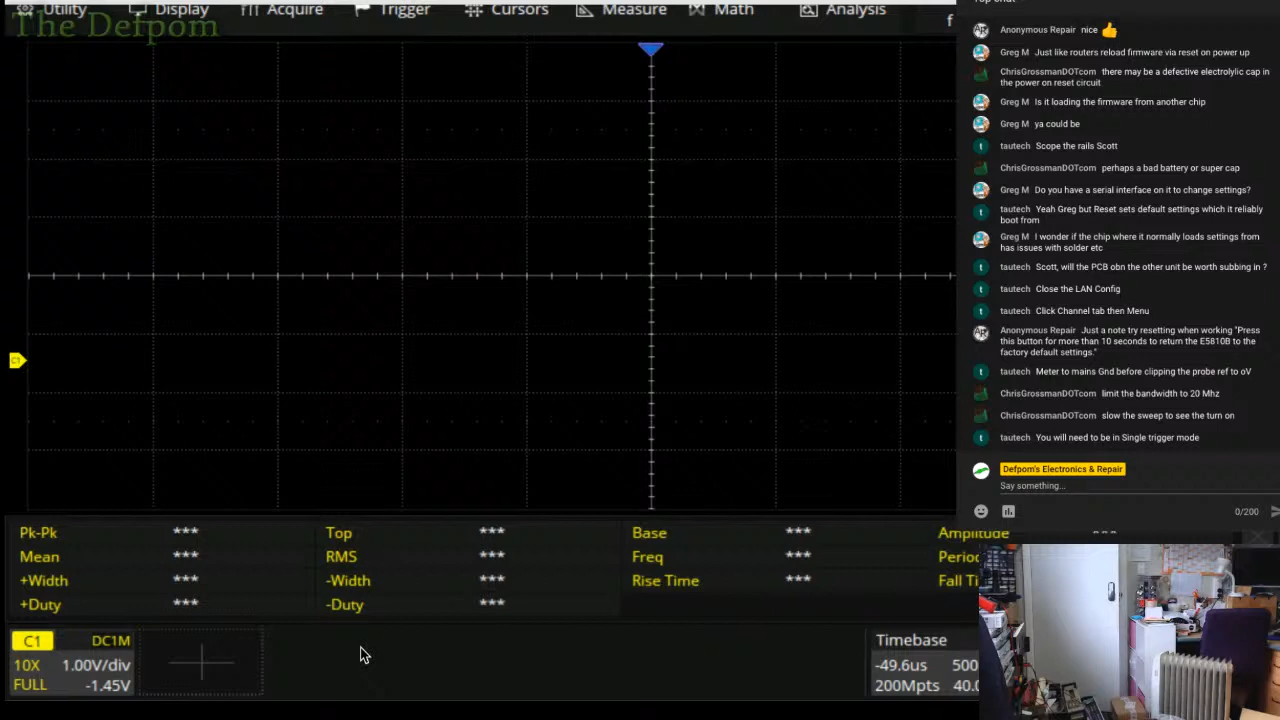 Utility Display Acquire Trigger Cursors Measure Math Analysis
The Defpom
f
C1
Anonymous Repair nice 👍
Greg M Just like routers reload firmware via reset on power up
ChrisGrossmanDOTcom there may be a defective electrolylic cap in
the power on reset circuit
Greg M Is it loading the firmware from another chip
Greg M ya could be
tautech Scope the rails Scott
ChrisGrossmanDOTcom perhaps a bad battery or super cap
Greg M Do you have a serial interface on it to change settings?
tautech Yeah Greg but Reset sets default settings which it reliably
boot from
Greg M I wonder if the chip where it normally loads settings from
has issues with solder etc
tautech Scott, will the PCB obn the other unit be worth subbing in ?
tautech Close the LAN Config
tautech Click Channel tab then Menu
Anonymous Repair Just a note try resetting when working "Press
this button for more than 10 seconds to return the E5810B to the
factory default settings."
tautech Meter to mains Gnd before clipping the probe ref to oV
ChrisGrossmanDOTcom limit the bandwidth to 20 Mhz
ChrisGrossmanDOTcom slow the sweep to see the turn on
tautech You will need to be in Single trigger mode
Defpom's Electronics & Repair
Say something...
0/200
Pk-Pk *** Top *** Base *** Amplitude ***
Mean *** RMS *** Freq *** Perio
+Width *** -Width *** Rise Time *** Fall Ti
+Duty *** -Duty ***
C1 DC1M
10X 1.00V/div
FULL -1.45V
Timebase
-49.6us 500
200Mpts 40.0